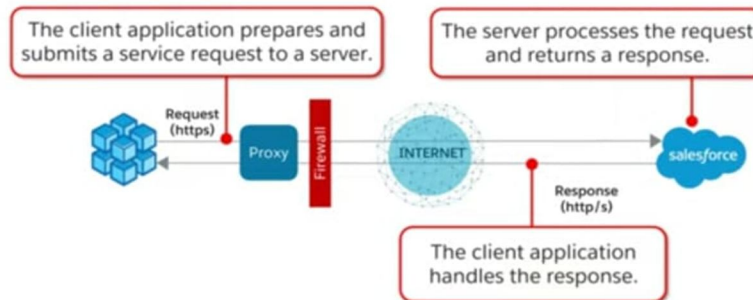 The client application prepares and
submits a service request to a server.
The server processes the request
and returns a response.
Request
(https)
Proxy
Firewall
INTERNET
salesforce
Response
(http/s)
The client application
handles the response.